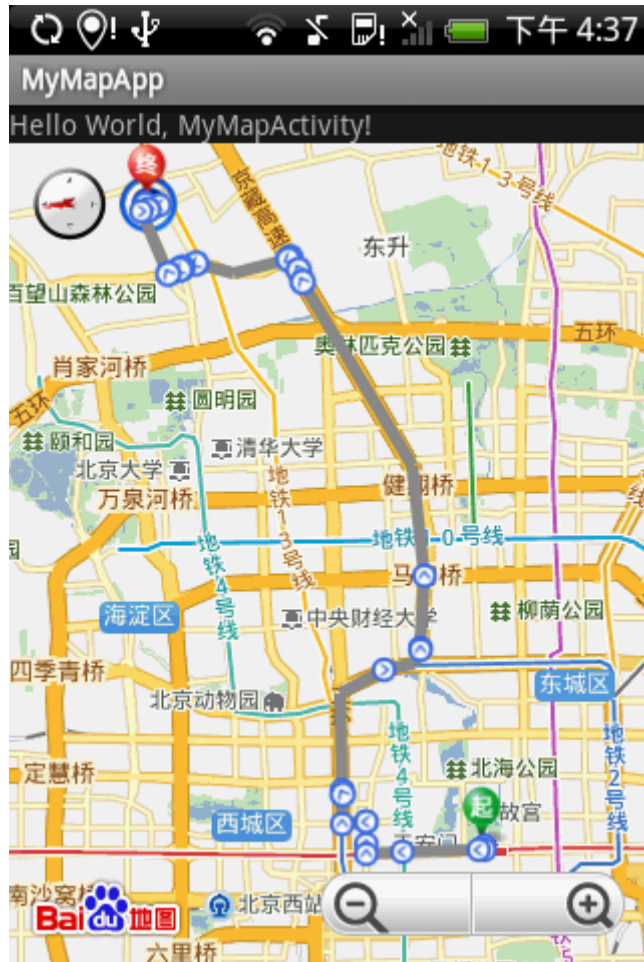 下午 4:37
MyMapApp
Hello World, MyMapActivity!
终
地铁13号线
京藏高速
东升
百望山森林公园
奥林匹克公园
五环
肖家河桥
五环
圆明园
颐和园
清华大学
北京大学
地铁13号线
健翔桥
万泉河桥
地铁10号线
园
地铁4号线
马甸桥
海淀区
中央财经大学
柳荫公园
四季青桥
东城区
北京动物园
地铁4号线
地铁2号线
定慧桥
北海公园
起
故宫
西城区
天安门
南沙窝桥
Bai du 地图
北京西站
六里桥
地铁5